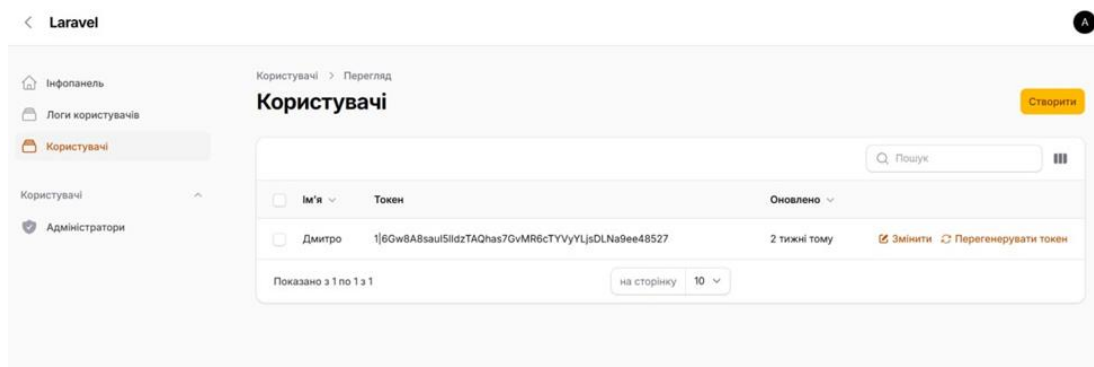 Laravel
A
Інфопанель
Логи користувачів
Користувачі
Користувачі
Адміністратори
Користувачі > Перегляд
Користувачі
Створити
Пошук
Ім'я Токен Оновлено
Дмитро 1|6Gw8A8sauI5lIdzTAQhas7GvMR6cTYVyYLjsDLNa9ee48527 2 тижні тому Змінити Перегенерувати токен
Показано з 1 по 1 з 1 на сторінку 10